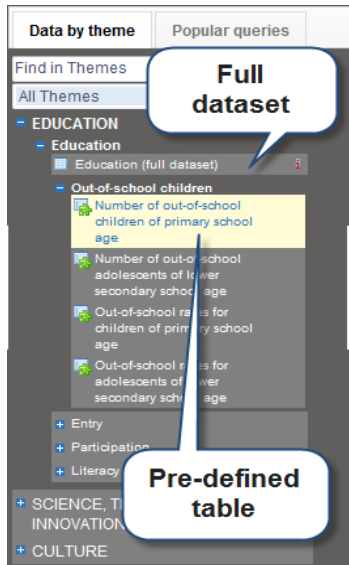 Data by theme
Popular queries
Find in Themes
All Themes
Full
dataset
EDUCATION
Education
Education (full dataset)
Out-of-school children
Number of out-of-school
children of primary school
age
Number of out-of-school
adolescents of lower
secondary school age
Out-of-school rates for
children of primary school
age
Out-of-school rates for
adolescents of lower
secondary school age
Entry
Participation
Literacy
Pre-defined
table
SCIENCE,
INNOVATION
CULTURE